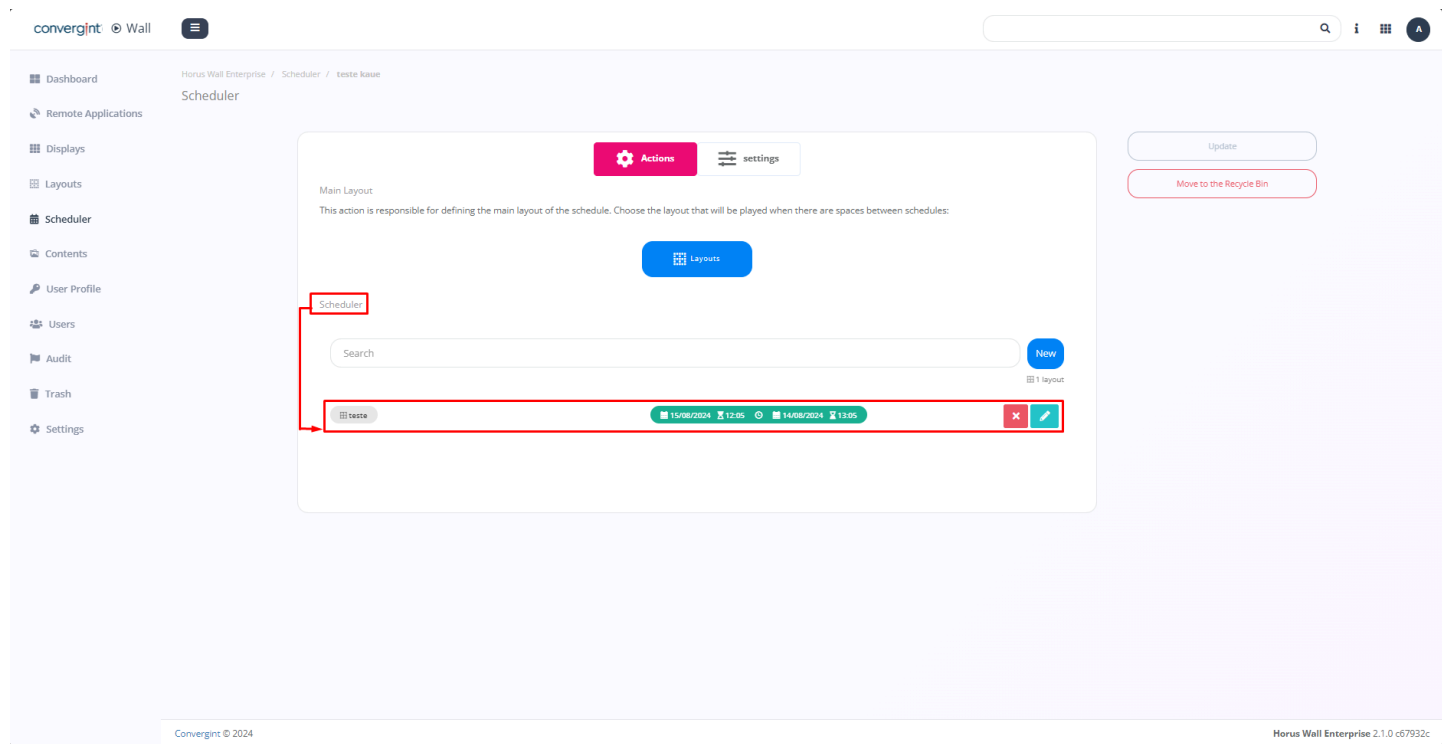 convergint Wall
A
Dashboard
Remote Applications
Displays
Layouts
Scheduler
Contents
User Profile
Users
Audit
Trash
Settings
Horus Wall Enterprise / Scheduler / teste kaue
Scheduler
Actions
settings
Main Layout
This action is responsible for defining the main layout of the schedule. Choose the layout that will be played when there are spaces between schedules:
Layouts
Scheduler
Search
New
1 layout
teste
15/08/2024 12:05 14/08/2024 13:05
Update
Move to the Recycle Bin
Convergint © 2024
Horus Wall Enterprise 2.1.0 c67932c